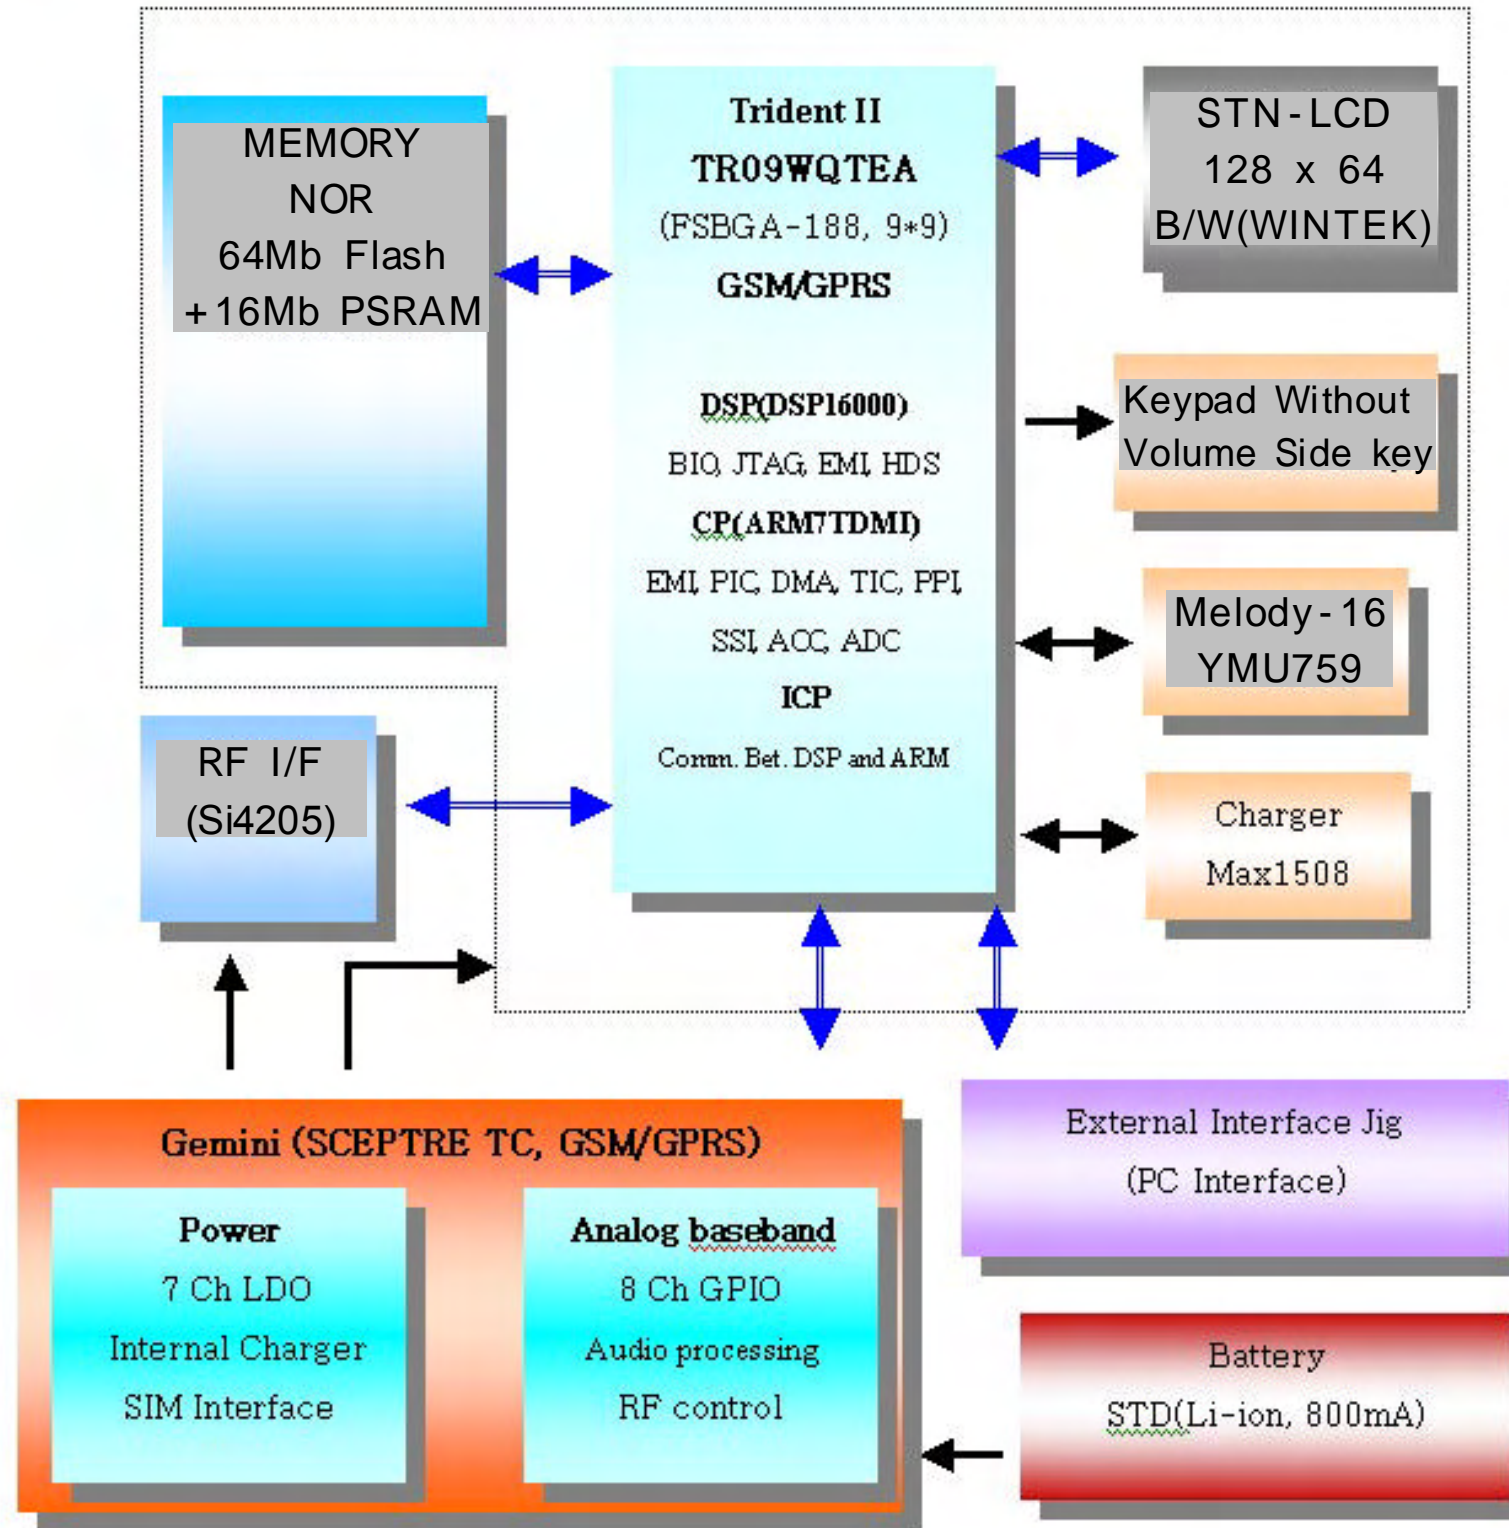 MEMORY
NOR
64Mb Flash
+16Mb PSRAM
Trident II
TR09WQTEA
(FSBGA-188, 9*9)
GSM/GPRS
DSP(DSP16000)
BIO, JTAG, EMI, HDS
CP(ARM7TDMI)
EMI, PIC, DMA, TIC, PPI,
SSI, ACC, ADC
ICP
Comm. Bet. DSP and ARM
STN-LCD
128 x 64
B/W(WINTEK)
Keypad Without
Volume Side key
Melody-16
YMU759
Charger
Max1508
RF I/F
(Si4205)
Gemini (SCEPTRE TC, GSM/GPRS)
Power
7 Ch LDO
Internal Charger
SIM Interface
Analog baseband
8 Ch GPIO
Audio processing
RF control
External Interface Jig
(PC Interface)
Battery
STD(Li-ion, 800mA)